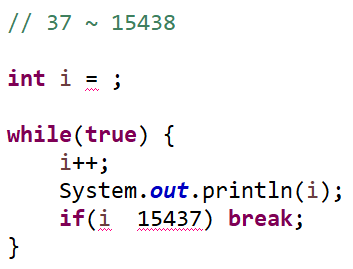 // 37 ~ 15438
int i = ;
while(true) {
    i++;
    System.out.println(i);
    if(i  15437) break;
}